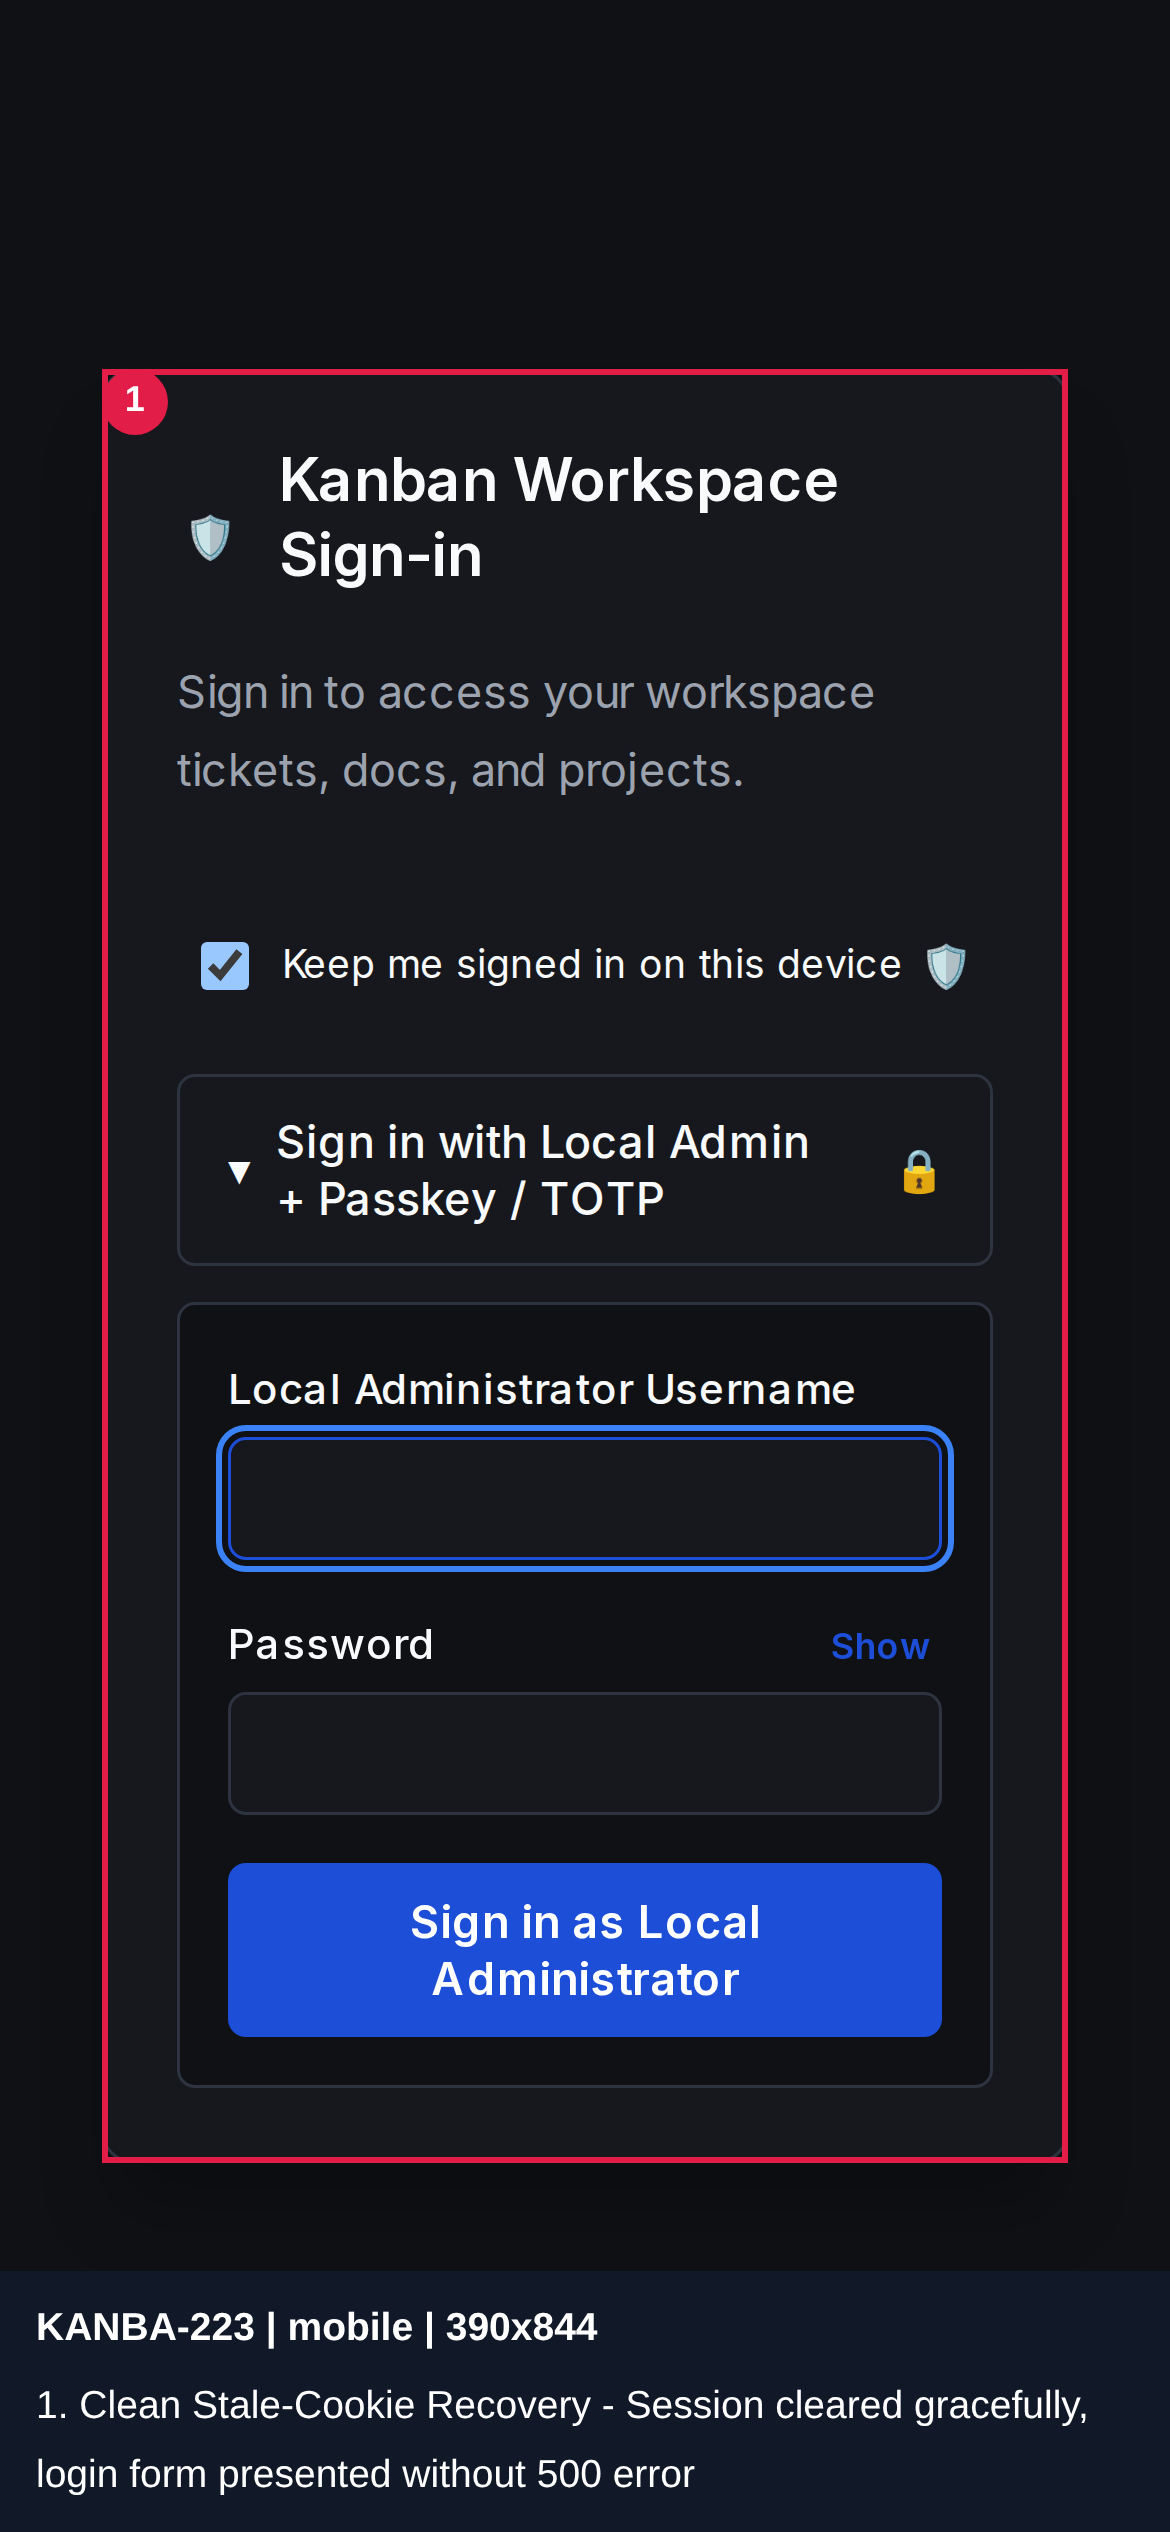 1
Kanban Workspace
Sign-in
Sign in to access your workspace
tickets, docs, and projects.
Keep me signed in on this device
Sign in with Local Admin
+ Passkey / TOTP
Local Administrator Username
Password
Show
Sign in as Local
Administrator
KANBA-223 | mobile | 390x844
1. Clean Stale-Cookie Recovery - Session cleared gracefully,
login form presented without 500 error